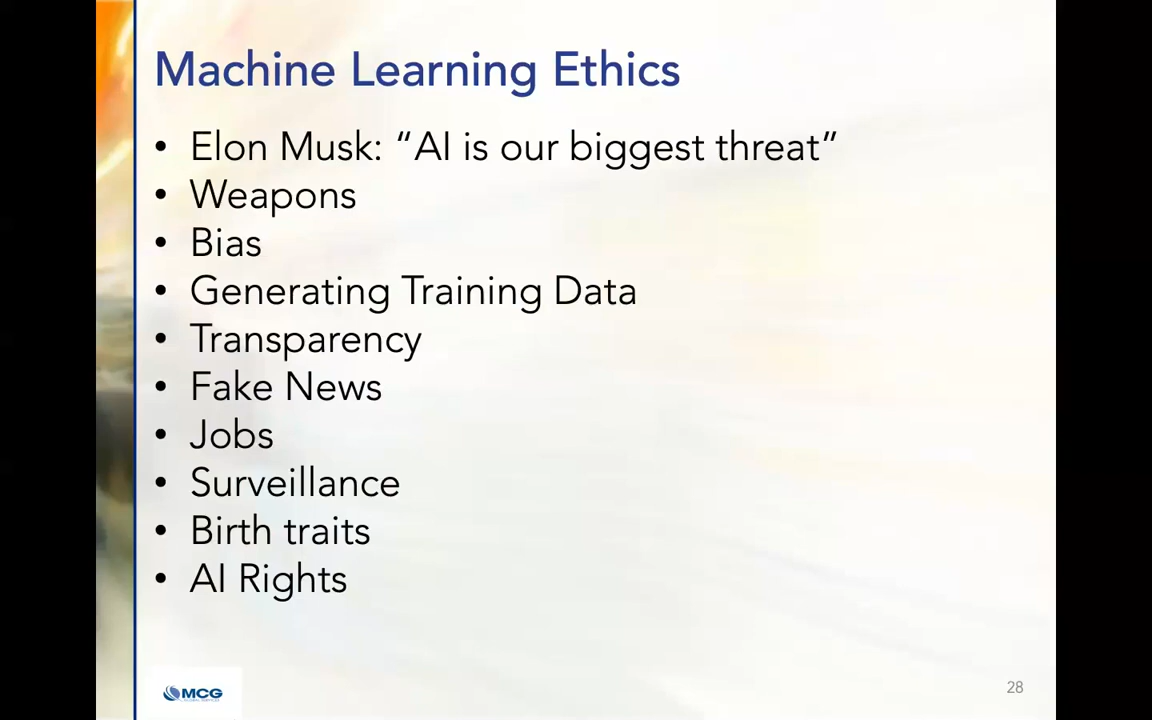 Machine Learning Ethics
• Elon Musk: “AI is our biggest threat”
• Weapons
• Bias
• Generating Training Data
• Transparency
• Fake News
• Jobs
• Surveillance
• Birth traits
• AI Rights
MCG
28